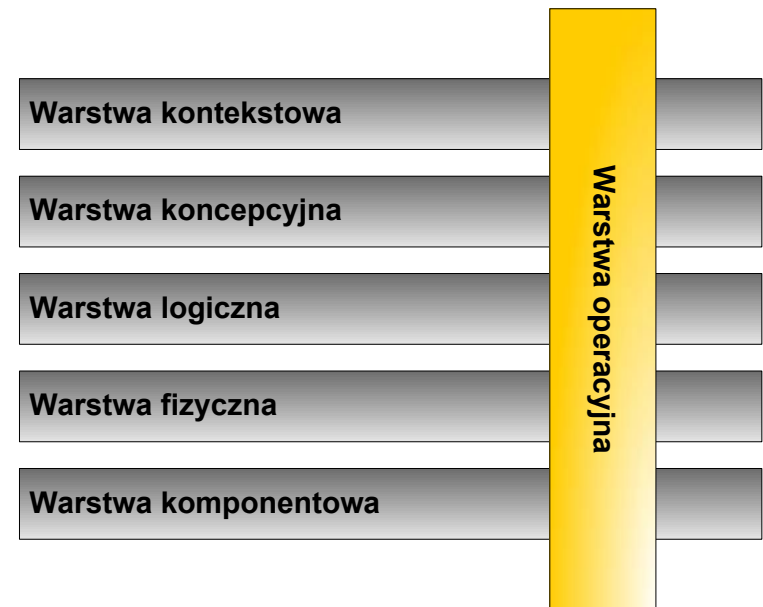 Warstwa kontekstowa
Warstwa koncepcyjna
Warstwa logiczna
Warstwa fizyczna
Warstwa komponentowa
Warstwa operacyjna